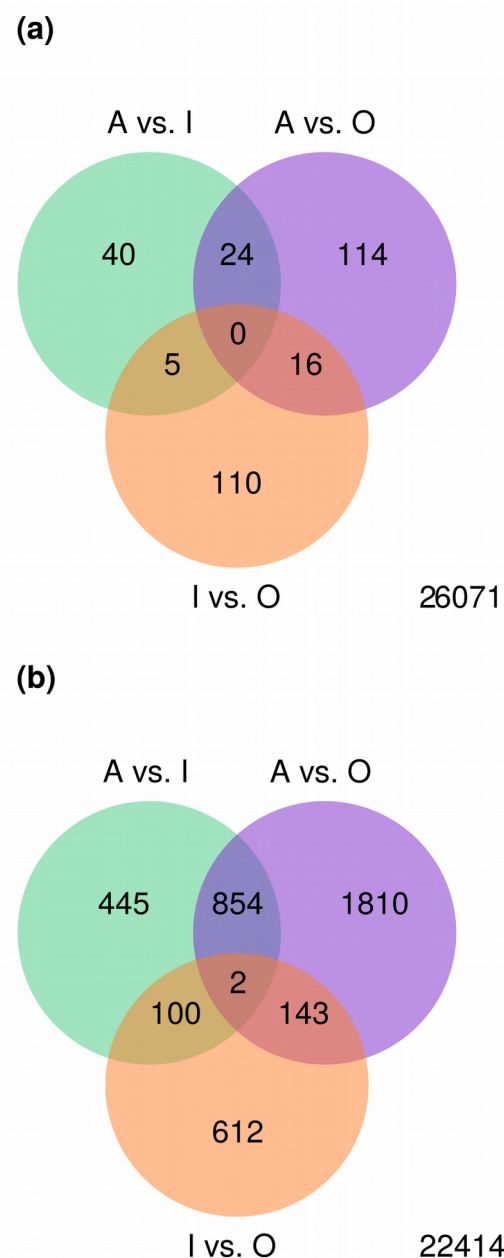 (a)
A vs. I A vs. O
40 24 114
0
5 16
110
I vs. O 26071
(b)
A vs. I A vs. O
445 854 1810
2
100 143
612
I vs. O 22414